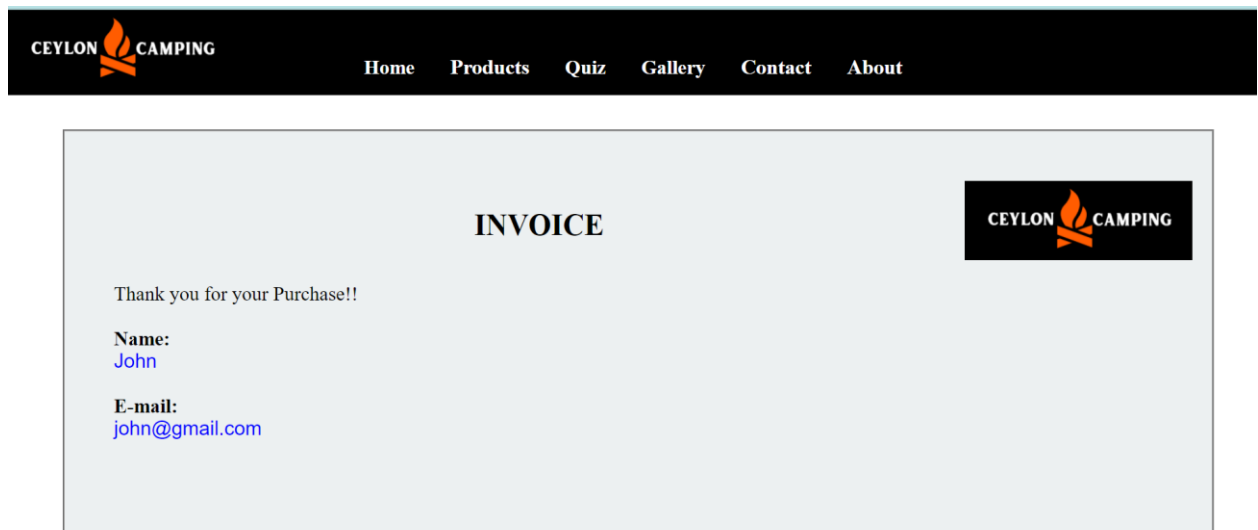 CEYLON CAMPING
Home Products Quiz Gallery Contact About
INVOICE
CEYLON CAMPING
Thank you for your Purchase!!
Name:
John
E-mail:
john@gmail.com